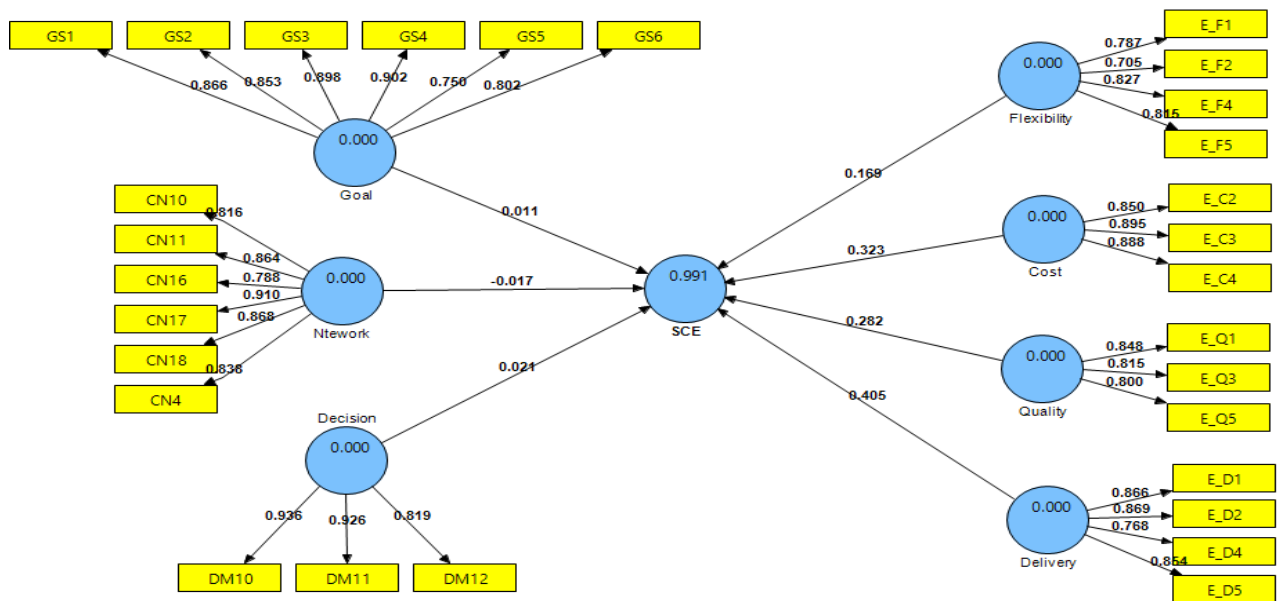 GS1 GS2 GS3 GS4 GS5 GS6
0.866 0.853 0.898 0.902 0.750 0.802
0.000
Goal
0.011
CN10
CN11
CN16
CN17
CN18
CN4
0.816
0.864
0.788
0.910
0.868
0.838
0.000
Ntework
-0.017
Decision
0.000
0.021
0.936 0.926 0.819
DM10 DM11 DM12
0.991
SCE
0.000
Flexibility
0.169
0.787
0.705
0.827
0.815
E_F1
E_F2
E_F4
E_F5
0.000
Cost
0.323
0.850
0.895
0.888
E_C2
E_C3
E_C4
0.000
Quality
0.282
0.848
0.815
0.800
E_Q1
E_Q3
E_Q5
0.000
Delivery
0.405
0.866
0.869
0.768
0.854
E_D1
E_D2
E_D4
E_D5